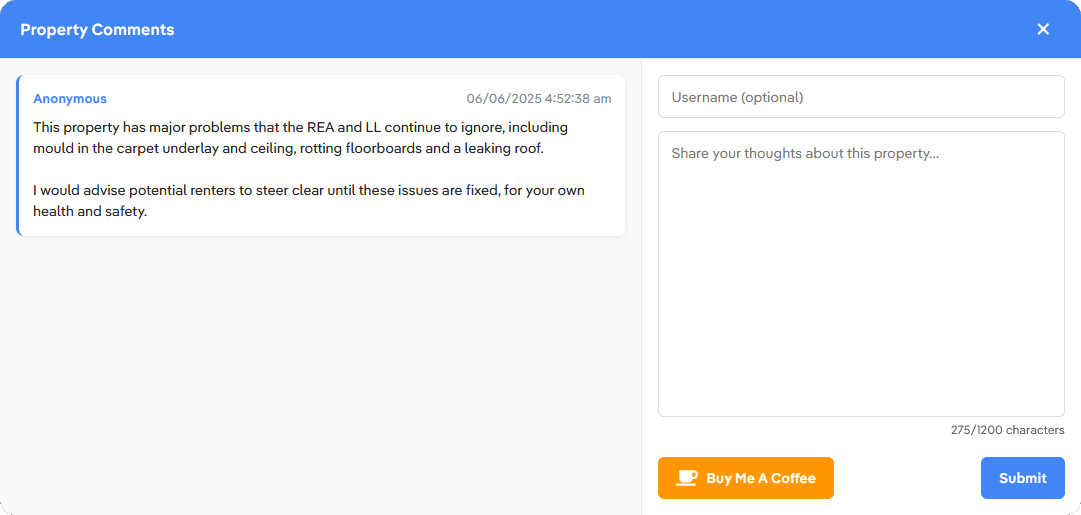 Property Comments
Anonymous
06/06/2025 4:52:38 am
This property has major problems that the REA and LL continue to ignore, including
mould in the carpet underlay and ceiling, rotting floorboards and a leaking roof.
I would advise potential renters to steer clear until these issues are fixed, for your own
health and safety.
Username (optional)
Share your thoughts about this property...
275/1200 characters
Buy Me A Coffee
Submit